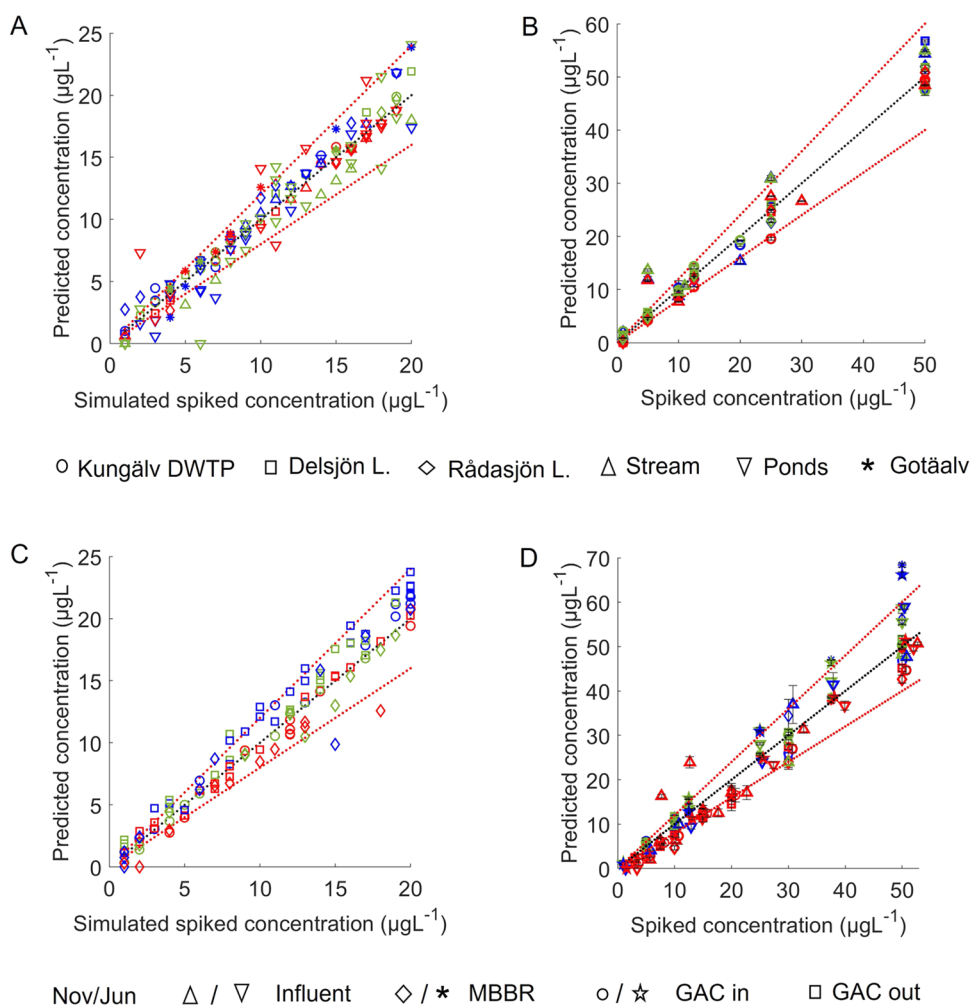 A
B
Predicted concentration (µgL⁻¹)
25
20
15
10
5
0
0 5 10 15 20
Simulated spiked concentration (µgL⁻¹)
Predicted concentration (µgL⁻¹)
60
50
40
30
20
10
0
0 10 20 30 40 50
Spiked concentration (µgL⁻¹)
○ Kungälv DWTP □ Delsjön L. ◇ Rådasjön L. △ Stream ▽ Ponds * Gotäalv
C
D
Predicted concentration (µgL⁻¹)
25
20
15
10
5
0
0 5 10 15 20
Simulated spiked concentration (µgL⁻¹)
Predicted concentration (µgL⁻¹)
70
60
50
40
30
20
10
0
0 10 20 30 40 50
Spiked concentration (µgL⁻¹)
Nov/Jun △ / ▽ Influent ◇ / * MBBR ○ / ☆ GAC in □ GAC out